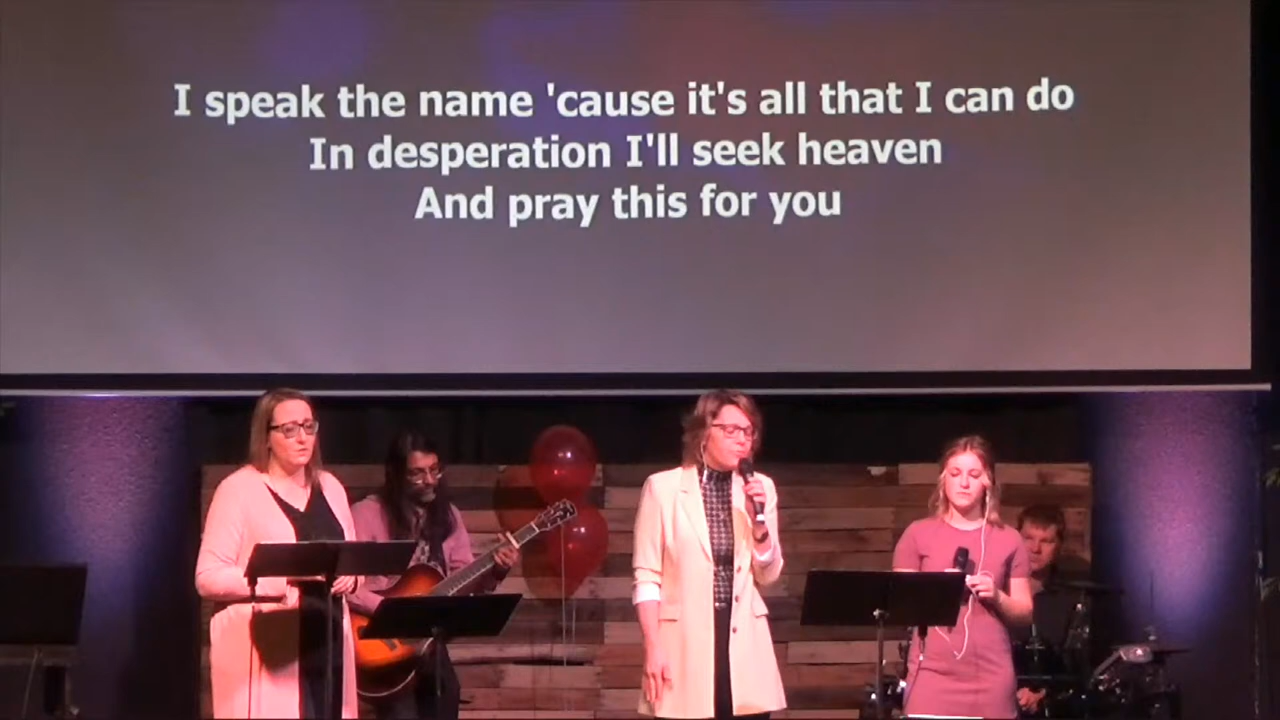 I speak the name 'cause it's all that I can do
In desperation I'll seek heaven
And pray this for you